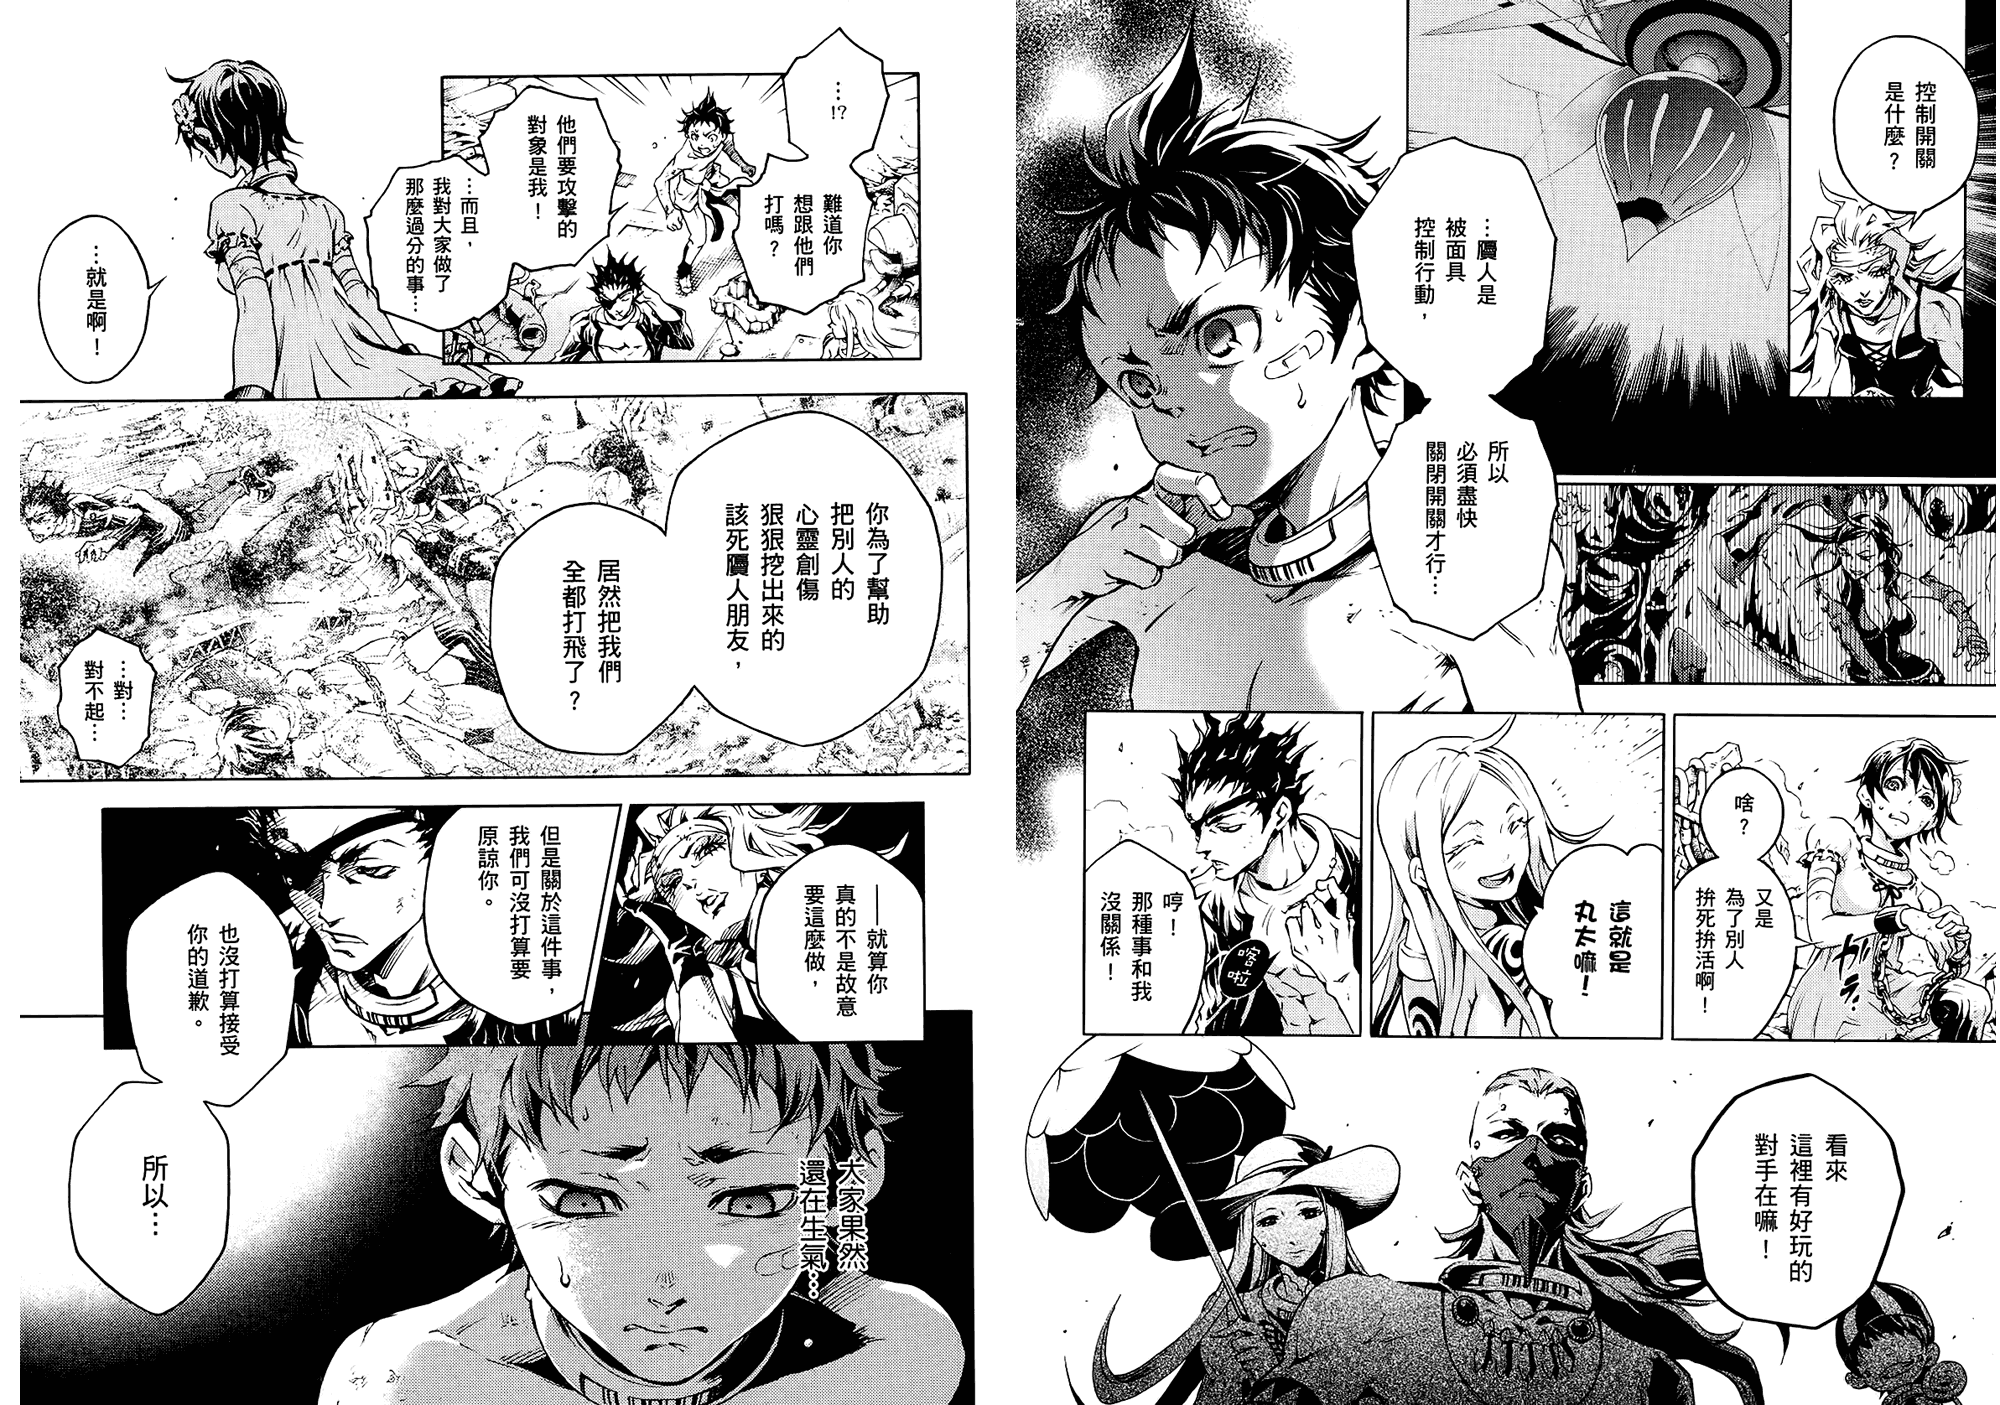 控制開關
是什麼？
…贗人是
被面具
控制行動，
所以
必須盡快
關閉開關才行…
啥？
又是
為了別人
拚死拚活啊！
這就是
丸太嘛！
哼！
那種事和我
沒關係！
喀啦
看來
這裡有好玩的
對手在嘛！
…!?
難道你
想跟他們
打嗎？
他們要攻擊的
對象是我！
…而且，
我對大家做了
那麼過分的事…
…就是啊！
你為了幫助
把別人的
心靈創傷
狠狠挖出來的
該死贗人朋友，
居然把我們
全都打飛了？
…對…
對不起…
——就算你
真的不是故意
要這麼做，
但是關於這件事，
我們可沒打算要
原諒你。
也沒打算接受
你的道歉。
大家果然
還在生氣…
所以…